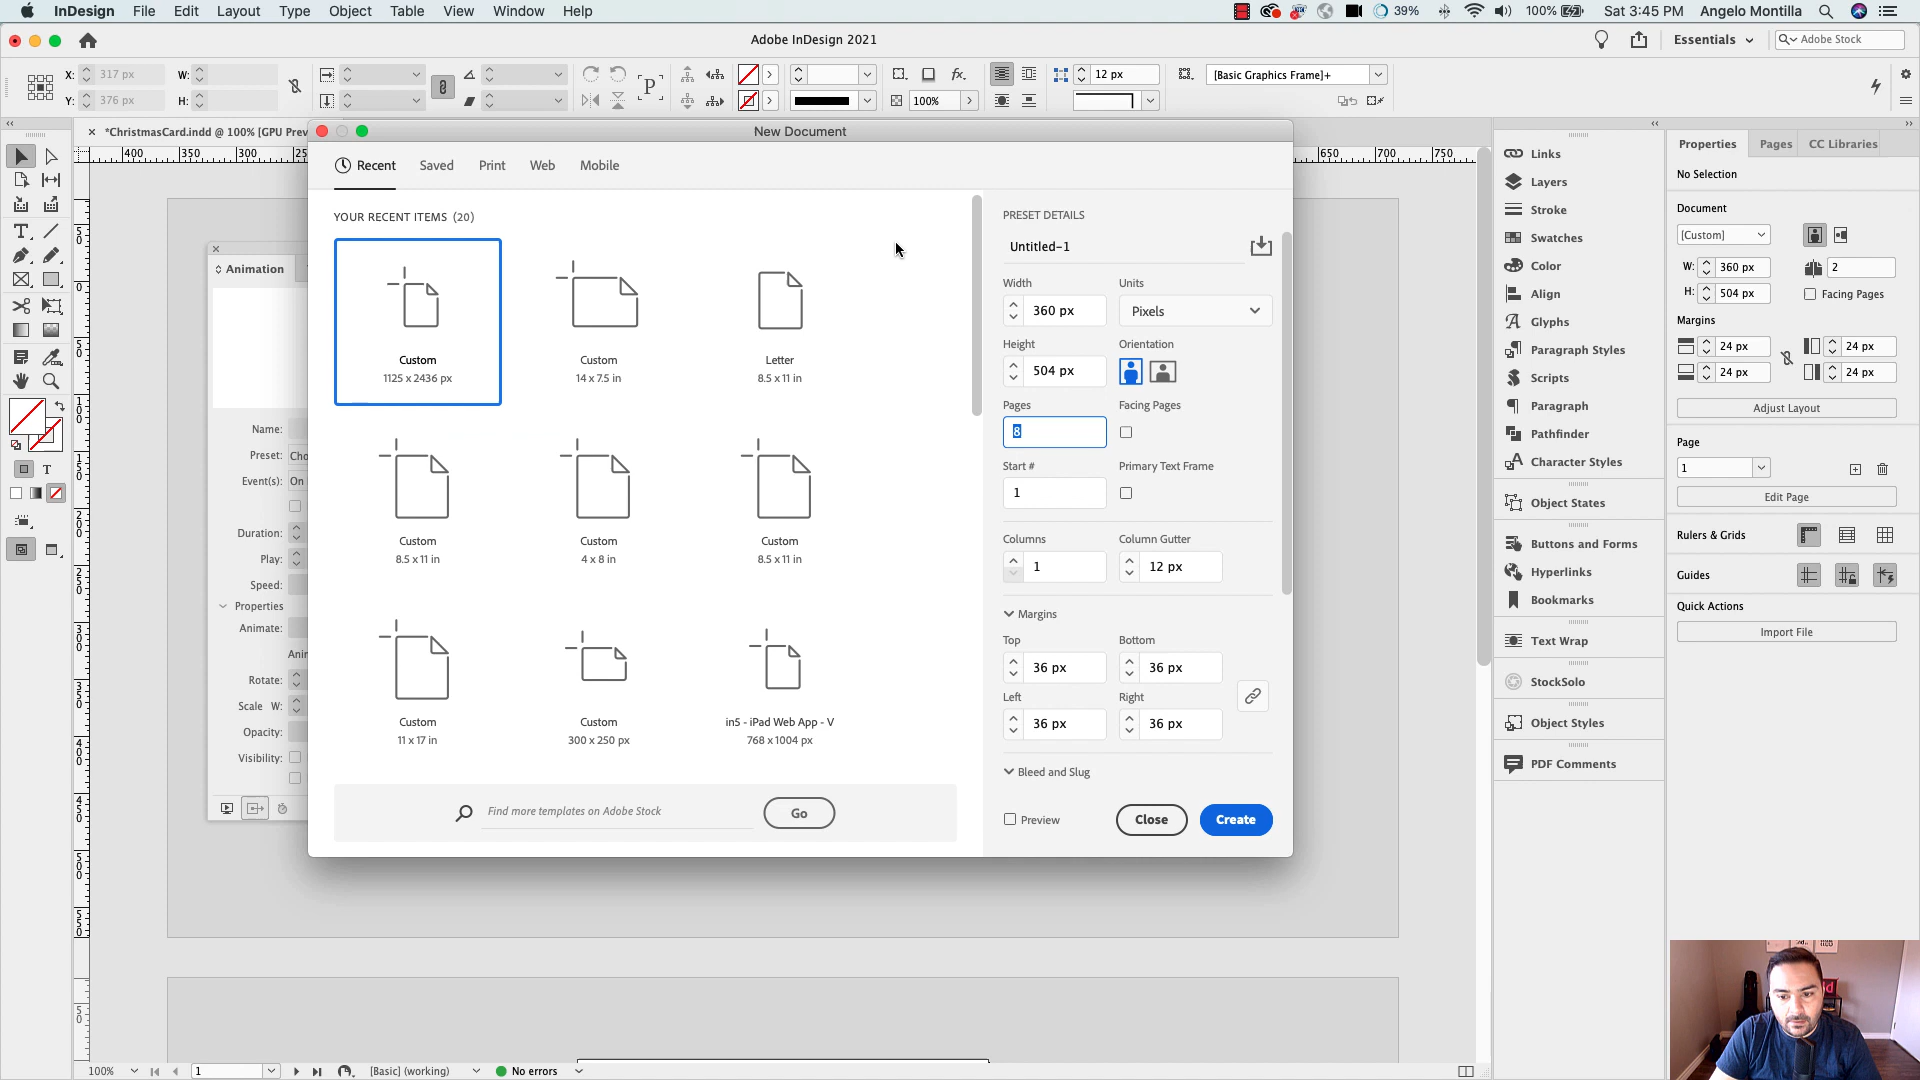 InDesign File Edit Layout Type Object Table View Window Help 39% 100% Sat 3:45 PM Angelo Montilla
Adobe InDesign 2021 Essentials Adobe Stock
X: 317 px W: P fx. 12 px [Basic Graphics Frame]+
Y: 376 px H: 100%
*ChristmasCard.indd @ 100% [GPU Prev
New Document
400 350 300 25 650 700 750
Recent Saved Print Web Mobile
YOUR RECENT ITEMS (20)
Custom
1125 x 2436 px
Custom
14 x 7.5 in
Letter
8.5 x 11 in
Custom
8.5 x 11 in
Custom
4 x 8 in
Custom
8.5 x 11 in
Custom
11 x 17 in
Custom
300 x 250 px
in5 - iPad Web App - V
768 x 1004 px
Find more templates on Adobe Stock Go
PRESET DETAILS
Untitled-1
Width Units
360 px Pixels
Height Orientation
504 px
Pages Facing Pages
8
Start # Primary Text Frame
1
Columns Column Gutter
1 12 px
Margins
Top Bottom
36 px 36 px
Left Right
36 px 36 px
Bleed and Slug
Preview Close Create
Animation
Name:
Preset: Cho
Event(s): On
Duration:
Play:
Speed:
Properties
Animate:
Anin
Rotate:
Scale W:
Opacity:
Visibility:
Links
Layers
Stroke
Swatches
Color
Align
Glyphs
Paragraph Styles
Scripts
Paragraph
Pathfinder
Character Styles
Object States
Buttons and Forms
Hyperlinks
Bookmarks
Text Wrap
StockSolo
Object Styles
PDF Comments
Properties Pages CC Libraries
No Selection
Document
[Custom]
W: 360 px 2
H: 504 px Facing Pages
Margins
24 px 24 px
24 px 24 px
Adjust Layout
Page
1
Edit Page
Rulers & Grids
Guides
Quick Actions
Import File
100% 1 [Basic] (working) No errors